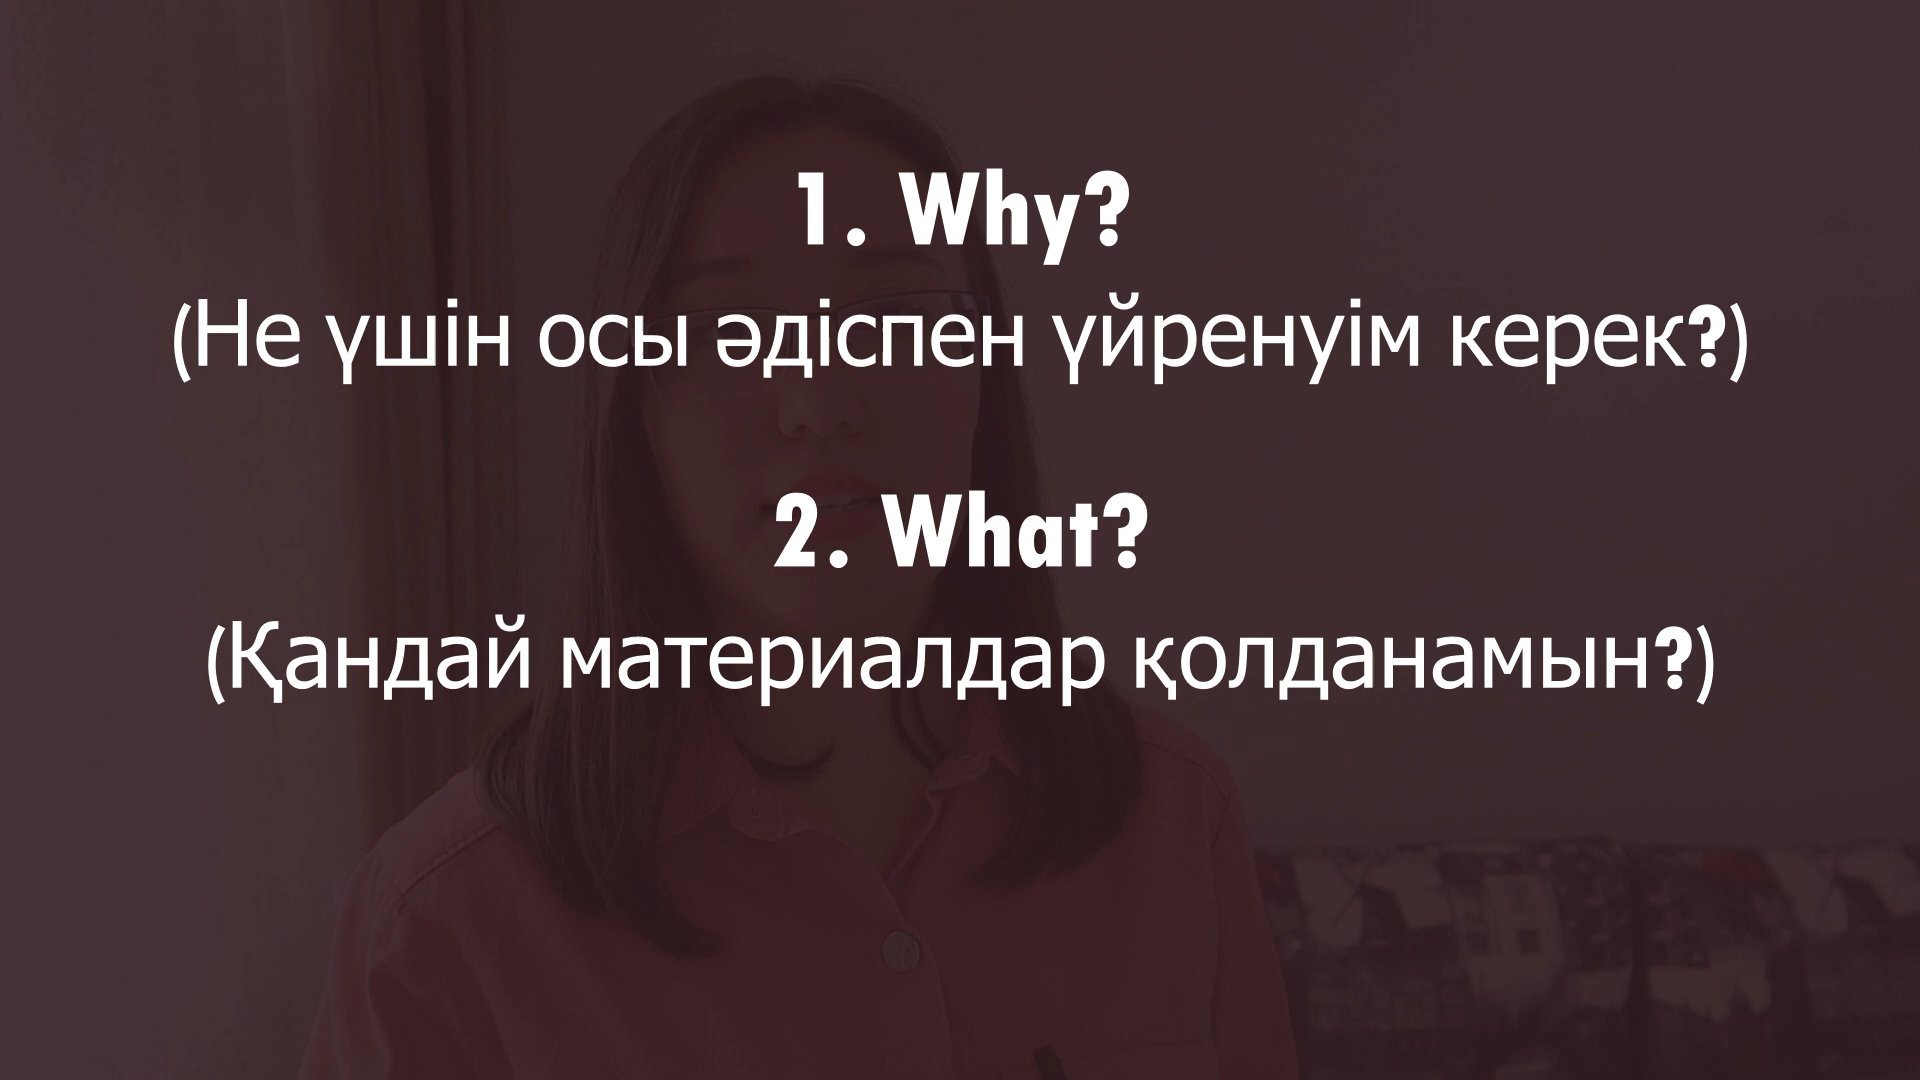 1. Why?
(Не үшін осы әдіспен үйренуім керек?)
2. What?
(Қандай материалдар қолданамын?)